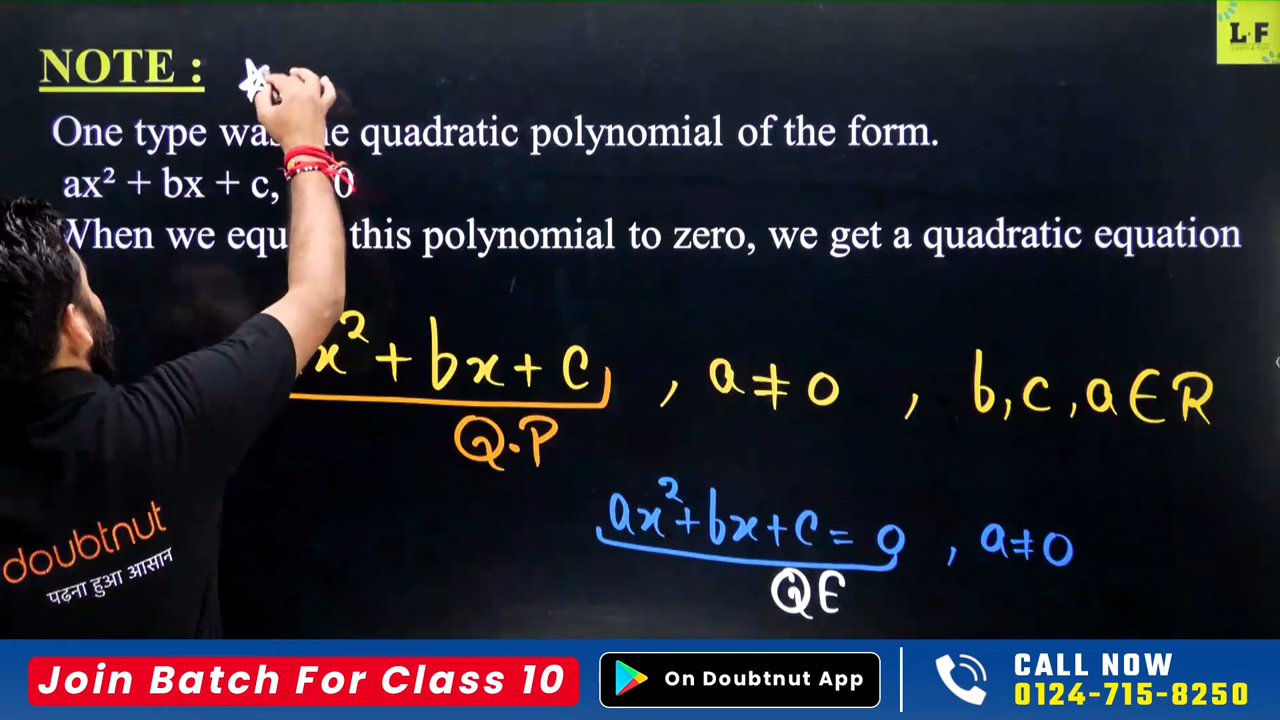 L·F
NOTE :
One type was quadratic polynomial of the form.
ax² + bx + c, 0
When we this polynomial to zero, we get a quadratic equation
x² + bx + c , a ≠ 0 , b, c, a ∈ R
Q.P
ax² + bx + c = 0 , a ≠ 0
QE
doubtnut
पढ़ना हुआ आसान
Join Batch For Class 10
On Doubtnut App
CALL NOW
0124-715-8250